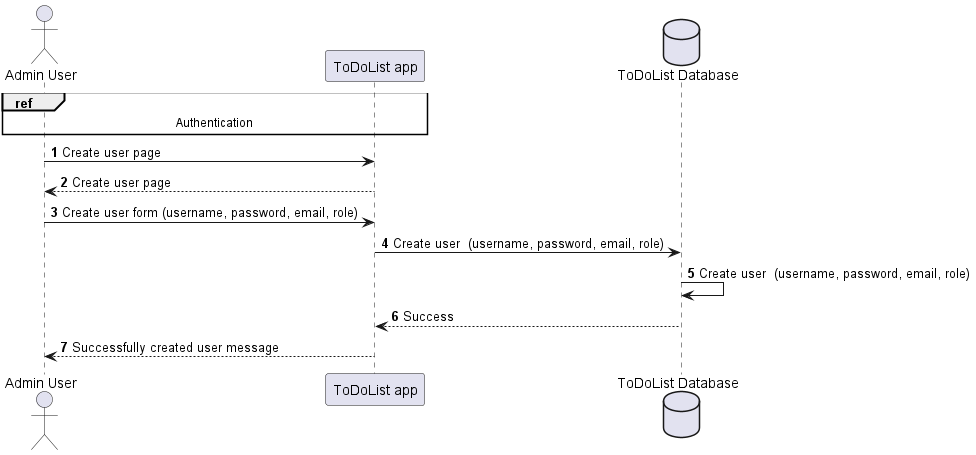 ToDoList app
Admin User
ToDoList Database
ref
Authentication
1 Create user page
2 Create user page
3 Create user form (username, password, email, role)
4 Create user  (username, password, email, role)
5 Create user  (username, password, email, role)
6 Success
7 Successfully created user message
Admin User
ToDoList app
ToDoList Database